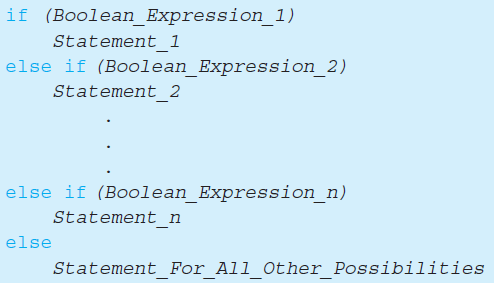 if (Boolean_Expression_1)
Statement_1
else if (Boolean_Expression_2)
Statement_2
.
.
.
else if (Boolean_Expression_n)
Statement_n
else
Statement_For_All_Other_Possibilities